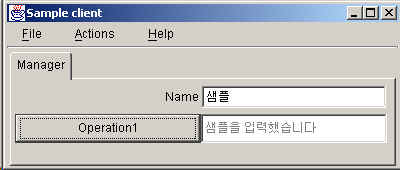 Sample client
File Actions Help
Manager
Name 샘플
Operation1 샘플을 입력했습니다